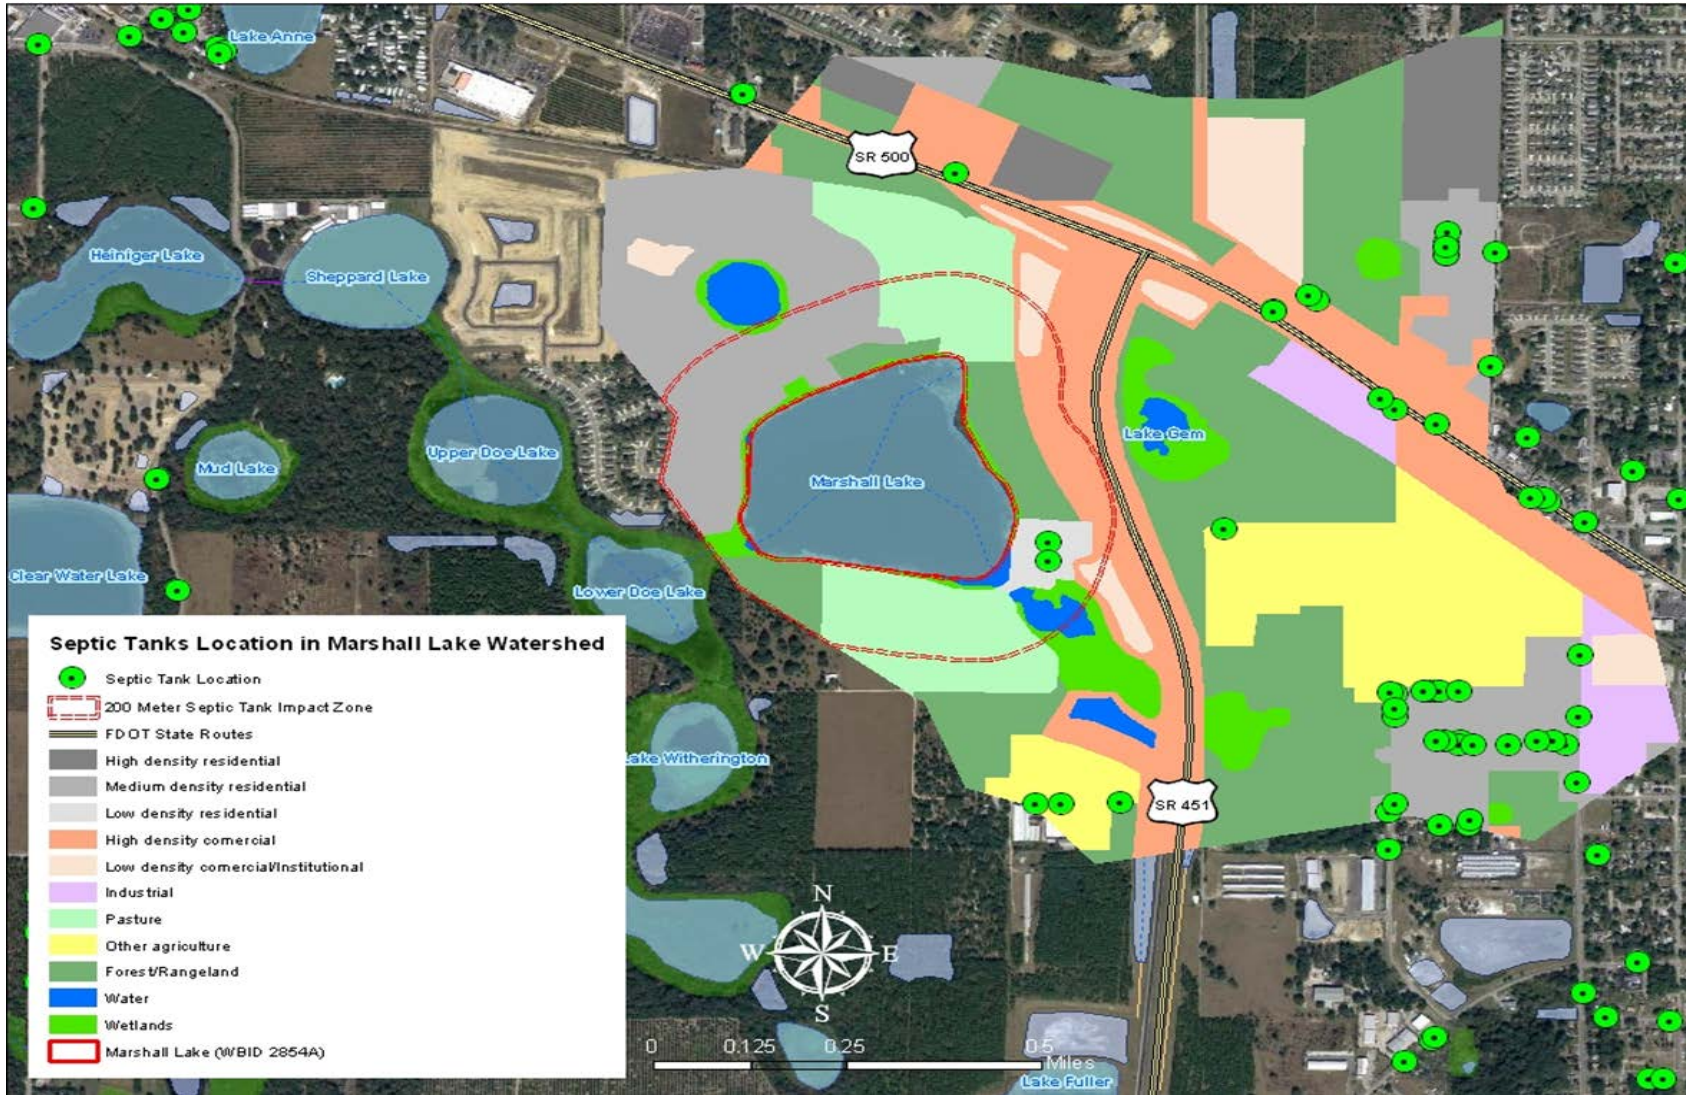 Lake Anne
SR 500
Heiniger Lake
Sheppard Lake
Lake Gem
Upper Doe Lake
Mud Lake
Marshall Lake
Clear Water Lake
Lower Doe Lake
Lake Witherington
SR 451
Septic Tanks Location in Marshall Lake Watershed
Septic Tank Location
200 Meter Septic Tank Impact Zone
FDOT State Routes
High density residential
Medium density residential
Low density residential
High density comercial
Low density comercial/Institutional
Industrial
Pasture
Other agriculture
Forest/Rangeland
Water
Wetlands
Marshall Lake (WBID 2854A)
N
W E
S
0 0.125 0.25 0.5
Miles
Lake Fuller